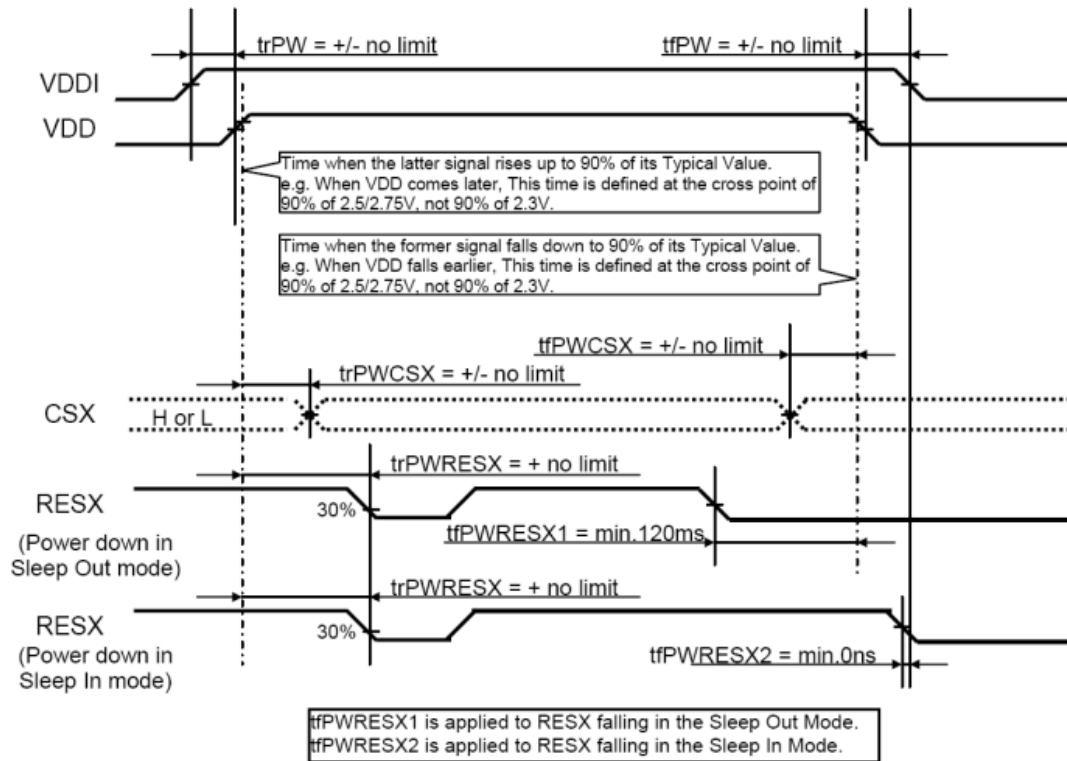 trPW = +/- no limit
tfPW = +/- no limit
VDDI
VDD
Time when the latter signal rises up to 90% of its Typical Value.
e.g. When VDD comes later, This time is defined at the cross point of
90% of 2.5/2.75V, not 90% of 2.3V.
Time when the former signal falls down to 90% of its Typical Value.
e.g. When VDD falls earlier, This time is defined at the cross point of
90% of 2.5/2.75V, not 90% of 2.3V.
tfPWCSX = +/- no limit
trPWCSX = +/- no limit
CSX
H or L
trPWRESX = + no limit
RESX
30%
(Power down in
Sleep Out mode)
tfPWRESX1 = min.120ms
trPWRESX = + no limit
RESX
30%
(Power down in
Sleep In mode)
tfPWRESX2 = min.0ns
tfPWRESX1 is applied to RESX falling in the Sleep Out Mode.
tfPWRESX2 is applied to RESX falling in the Sleep In Mode.